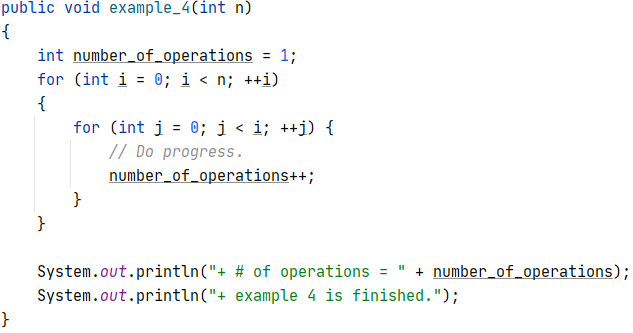 public void example_4(int n)
{
    int number_of_operations = 1;
    for (int i = 0; i < n; ++i)
    {
        for (int j = 0; j < i; ++j) {
            // Do progress.
            number_of_operations++;
        }
    }

    System.out.println("+ # of operations = " + number_of_operations);
    System.out.println("+ example 4 is finished.");
}